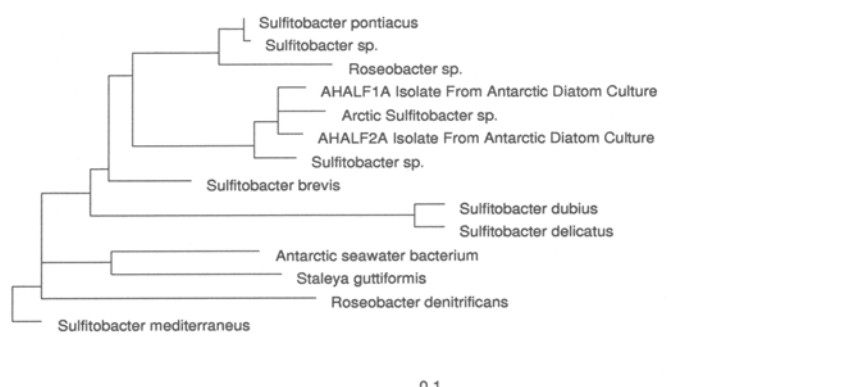 Sulfitobacter pontiacus
Sulfitobacter sp.
Roseobacter sp.
AHALF1A Isolate From Antarctic Diatom Culture
Arctic Sulfitobacter sp.
AHALF2A Isolate From Antarctic Diatom Culture
Sulfitobacter sp.
Sulfitobacter brevis
Sulfitobacter dubius
Sulfitobacter delicatus
Antarctic seawater bacterium
Staleya guttiformis
Roseobacter denitrificans
Sulfitobacter mediterraneus
0.1